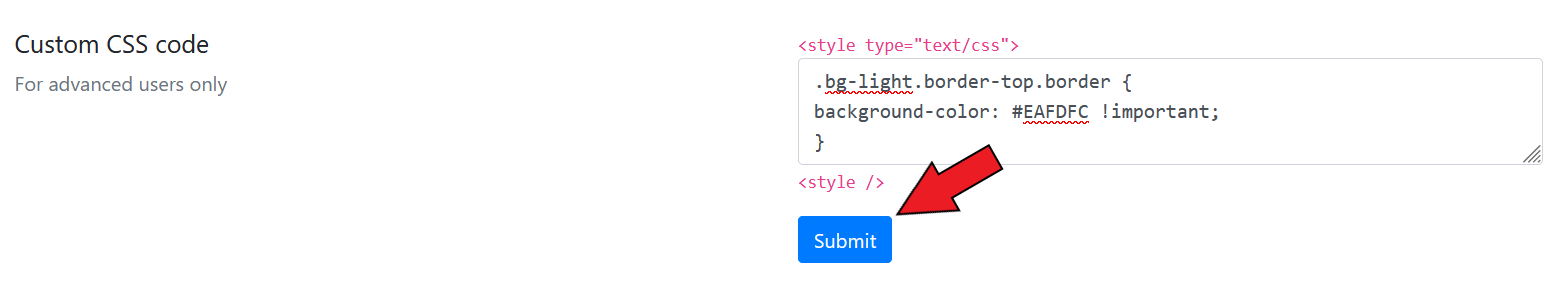 Custom CSS code
For advanced users only
<style type="text/css">
.bg-light.border-top.border {
background-color: #EAFDFC !important;
}
<style />
Submit